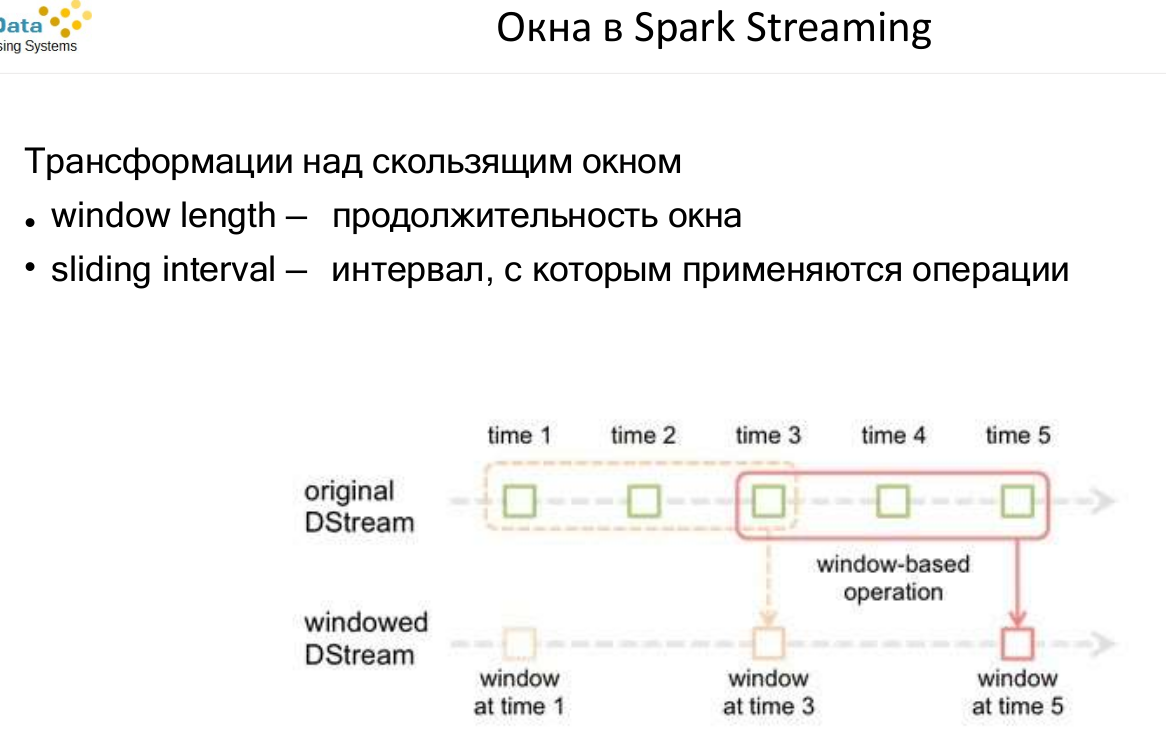 Data
sing Systems
Окна в Spark Streaming
Трансформации над скользящим окном
• window length – продолжительность окна
• sliding interval – интервал, с которым применяются операции
time 1 time 2 time 3 time 4 time 5
original
DStream
window-based
operation
windowed
DStream
window
at time 1
window
at time 3
window
at time 5